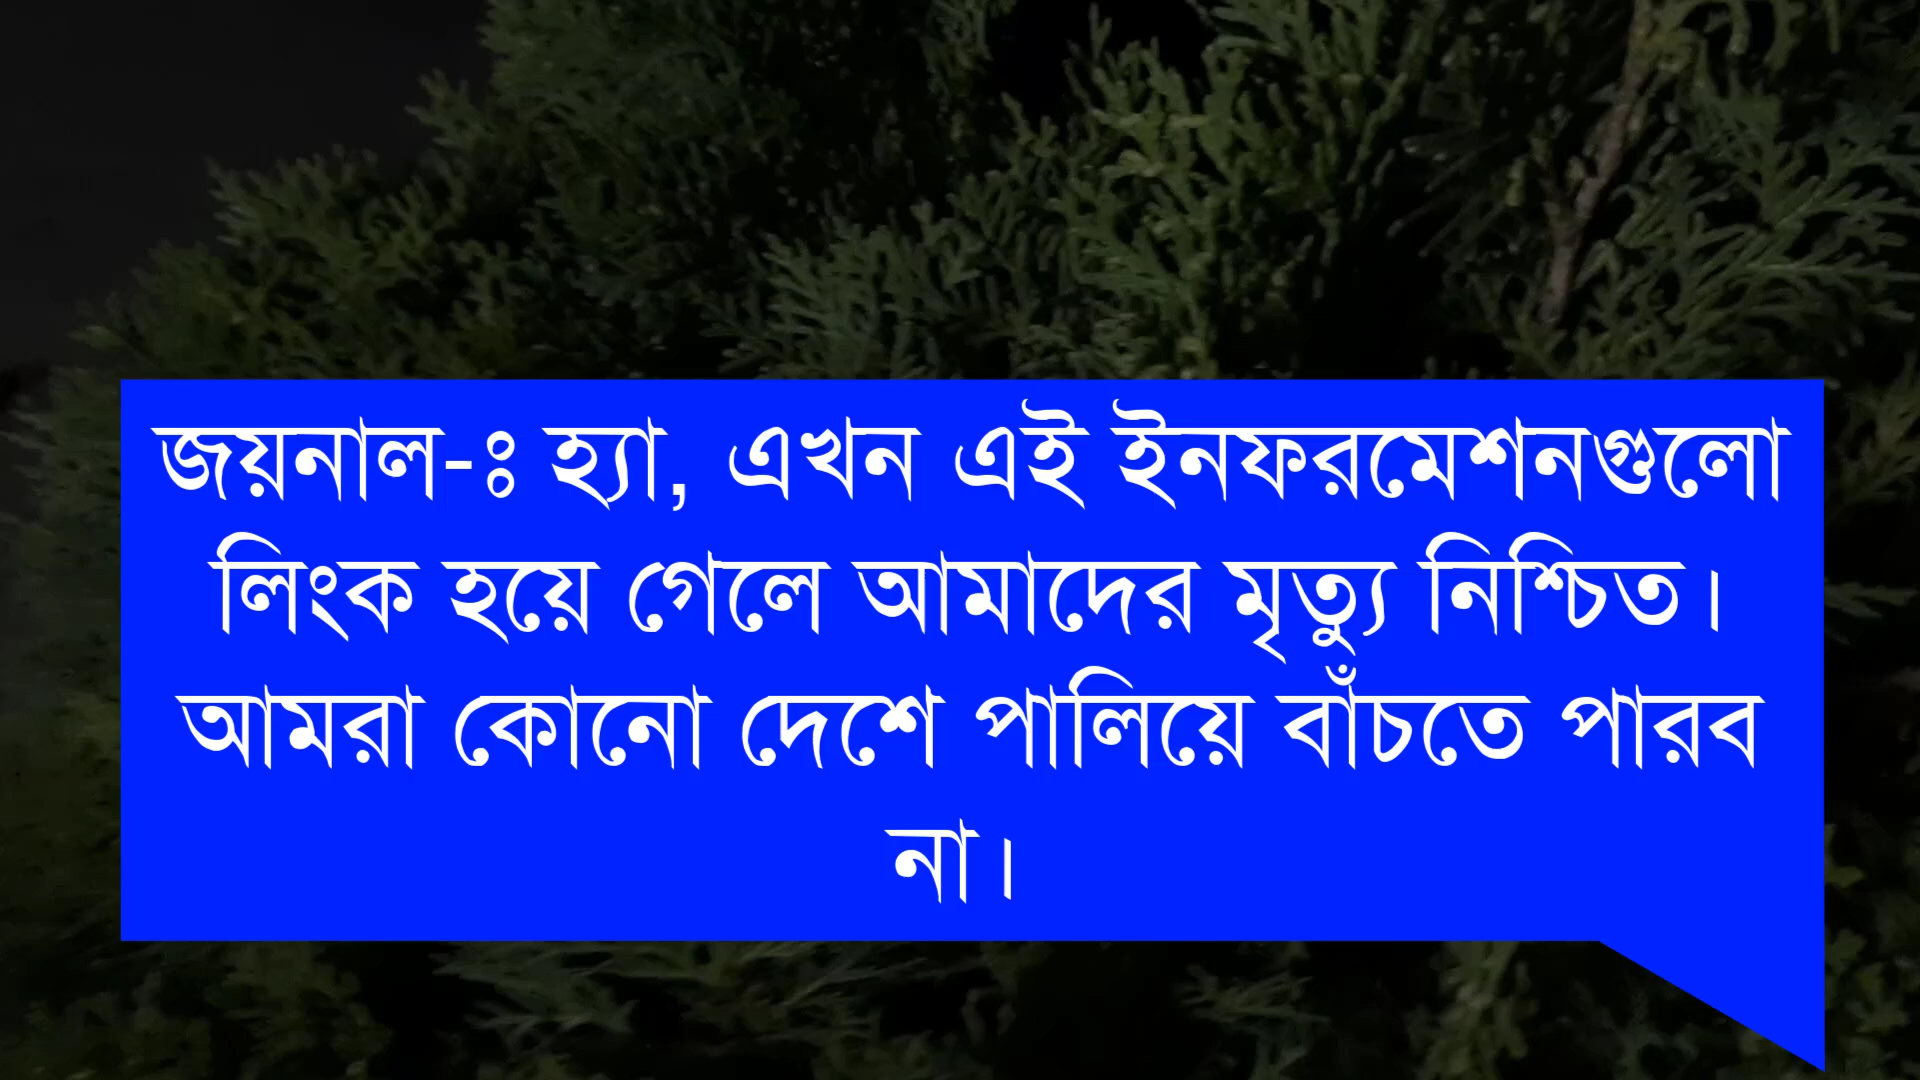 জয়নাল-ঃ হ্যা, এখন এই ইনফরমেশনগুলো
লিংক হয়ে গেলে আমাদের মৃত্যু নিশ্চিত।
আমরা কোনো দেশে পালিয়ে বাঁচতে পারব
না।